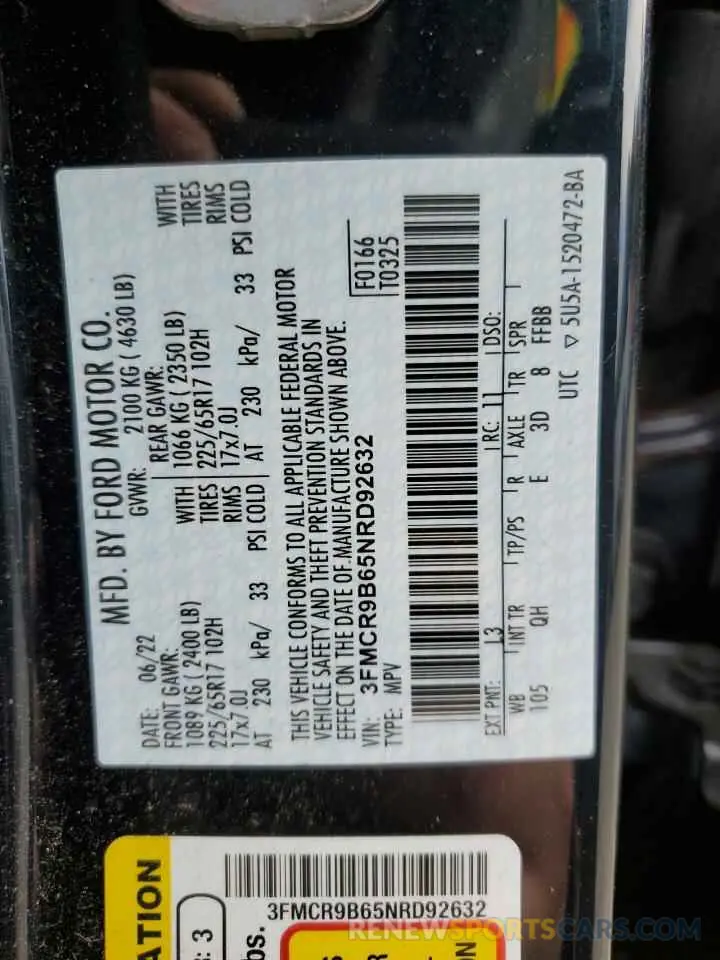 MFD. BY FORD MOTOR CO.
DATE: 06/22 GVWR: 2100 KG ( 4630 LB)
FRONT GAWR: REAR GAWR:
1089 KG ( 2400 LB) WITH 1066 KG ( 2350 LB) WITH
225/65R17 102H TIRES 225/65R17 102H TIRES
17x7.0J RIMS 17x7.0J RIMS
AT 230 kPa/ 33 PSI COLD AT 230 kPa/ 33 PSI COLD
THIS VEHICLE CONFORMS TO ALL APPLICABLE FEDERAL MOTOR
VEHICLE SAFETY AND THEFT PREVENTION STANDARDS IN
EFFECT ON THE DATE OF MANUFACTURE SHOWN ABOVE.
VIN: 3FMCR9B65NRD92632 F0166
TYPE: MPV T0325
EXT PNT: L3 RC: 11 DSO:
WB INT TR TP/PS R AXLE TR SPR
105 QH E 3D 8 FFBB
UTC ▽ 5U5A-1520472-BA
ATION
: 3
bs.
3FMCR9B65NRD92632
S
R
ON
RENEWSPORTSCARS.COM